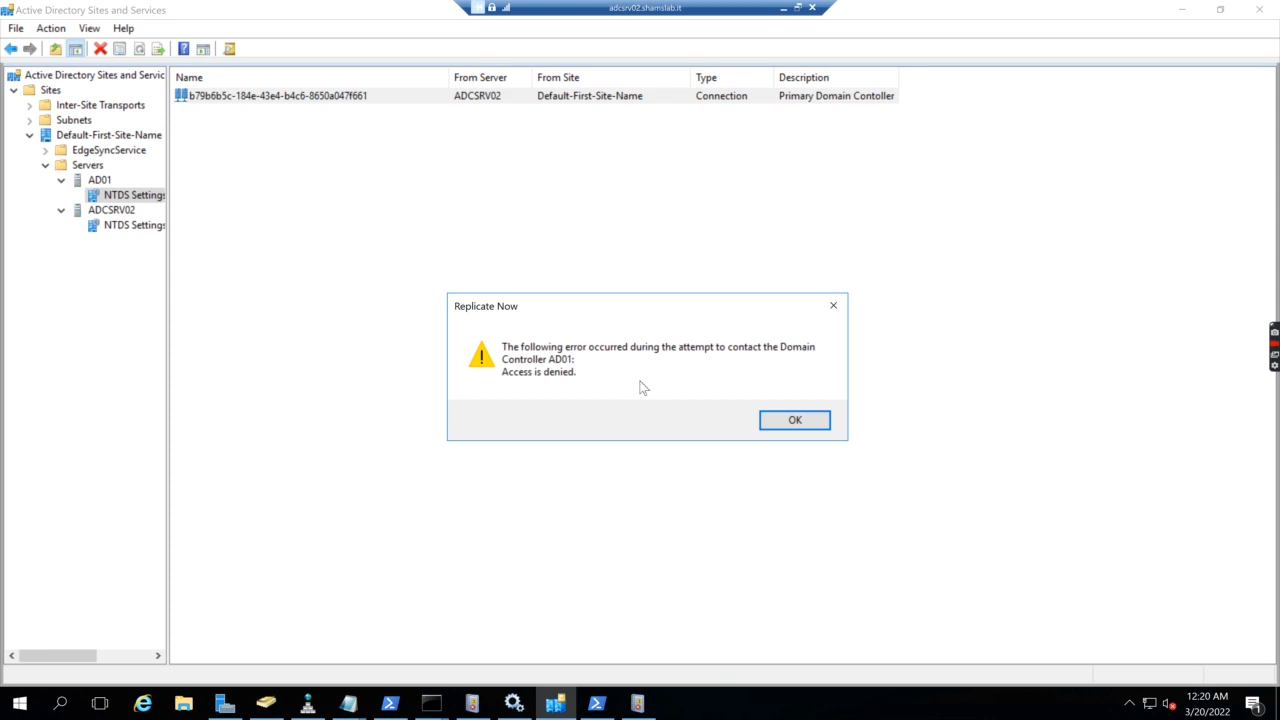 Active Directory Sites and Services
adcsrv02.shamslab.it
File Action View Help
Active Directory Sites and Servic
Sites
Inter-Site Transports
Subnets
Default-First-Site-Name
EdgeSyncService
Servers
AD01
NTDS Settings
ADCSRV02
NTDS Settings
Name From Server From Site Type Description
b79b6b5c-184e-43e4-b4c6-8650a047f661 ADCSRV02 Default-First-Site-Name Connection Primary Domain Contoller
Replicate Now
The following error occurred during the attempt to contact the Domain
Controller AD01:
Access is denied.
OK
12:20 AM
3/20/2022
1